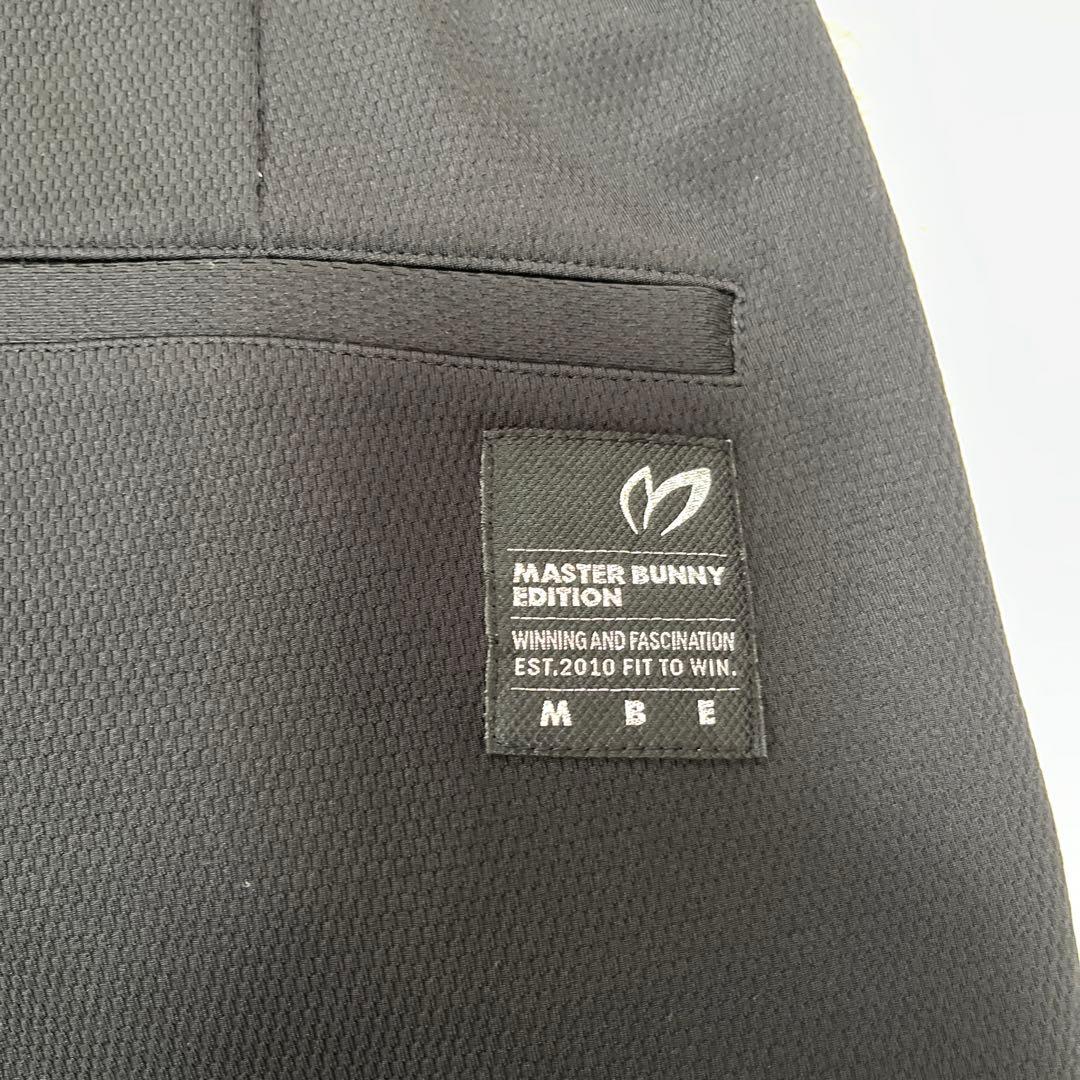 MASTER BUNNY
EDITION
WINNING AND FASCINATION
EST.2010 FIT TO WIN.
M B E